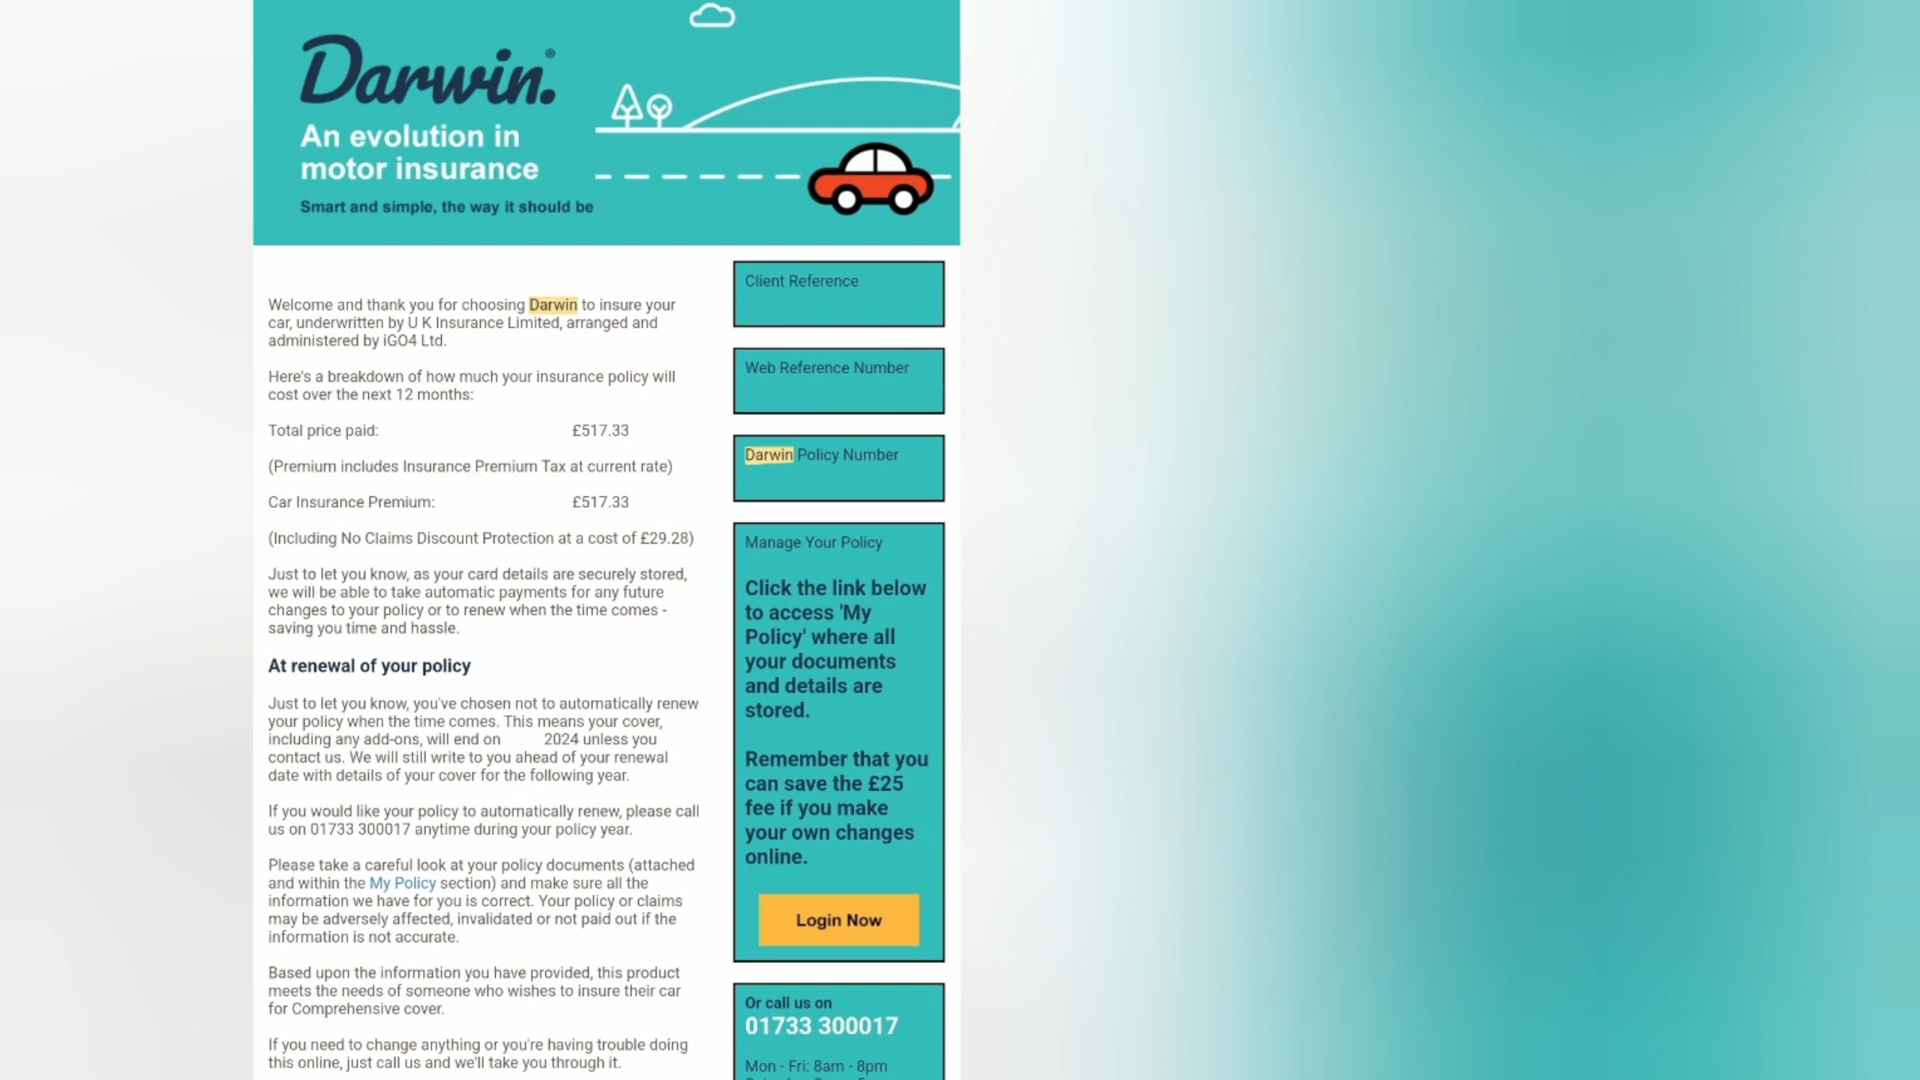 Darwin.®
An evolution in
motor insurance
Smart and simple, the way it should be
Welcome and thank you for choosing Darwin to insure your
car, underwritten by U K Insurance Limited, arranged and
administered by iGO4 Ltd.
Here's a breakdown of how much your insurance policy will
cost over the next 12 months:
Total price paid: £517.33
(Premium includes Insurance Premium Tax at current rate)
Car Insurance Premium: £517.33
(Including No Claims Discount Protection at a cost of £29.28)
Just to let you know, as your card details are securely stored,
we will be able to take automatic payments for any future
changes to your policy or to renew when the time comes -
saving you time and hassle.
At renewal of your policy
Just to let you know, you've chosen not to automatically renew
your policy when the time comes. This means your cover,
including any add-ons, will end on 2024 unless you
contact us. We will still write to you ahead of your renewal
date with details of your cover for the following year.
If you would like your policy to automatically renew, please call
us on 01733 300017 anytime during your policy year.
Please take a careful look at your policy documents (attached
and within the My Policy section) and make sure all the
information we have for you is correct. Your policy or claims
may be adversely affected, invalidated or not paid out if the
information is not accurate.
Based upon the information you have provided, this product
meets the needs of someone who wishes to insure their car
for Comprehensive cover.
If you need to change anything or you're having trouble doing
this online, just call us and we'll take you through it.
Client Reference
Web Reference Number
Darwin Policy Number
Manage Your Policy
Click the link below
to access 'My
Policy' where all
your documents
and details are
stored.
Remember that you
can save the £25
fee if you make
your own changes
online.
Login Now
Or call us on
01733 300017
Mon - Fri: 8am - 8pm